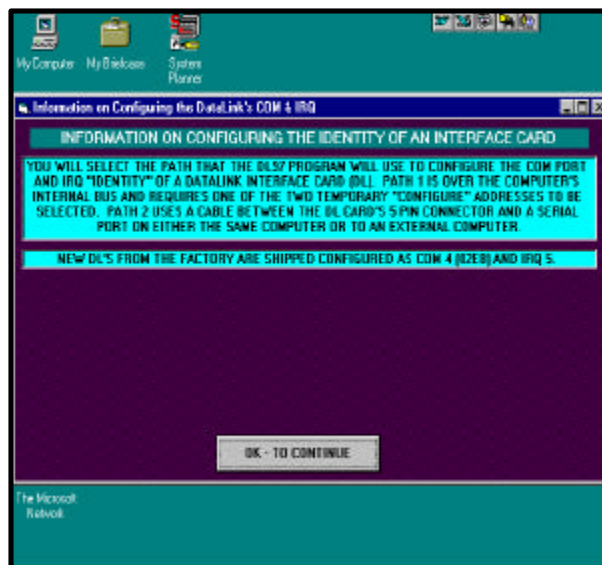 My Computer
My Briefcase
System
Planner
Information on Configuring the DataLink's COM & IRQ
INFORMATION ON CONFIGURING THE IDENTITY OF AN INTERFACE CARD
YOU WILL SELECT THE PATH THAT THE DL97 PROGRAM WILL USE TO CONFIGURE THE COM PORT
AND IRQ "IDENTITY" OF A DATALINK INTERFACE CARD (DL). PATH 1 IS OVER THE COMPUTER'S
INTERNAL BUS AND REQUIRES ONE OF THE TWO TEMPORARY "CONFIGURE" ADDRESSES TO BE
SELECTED. PATH 2 USES A CABLE BETWEEN THE DL CARD'S 5 PIN CONNECTOR AND A SERIAL
PORT ON EITHER THE SAME COMPUTER OR TO AN EXTERNAL COMPUTER.
NEW DL'S FROM THE FACTORY ARE SHIPPED CONFIGURED AS COM 4 (02E8) AND IRQ 5.
OK - TO CONTINUE
The Microsoft
Network